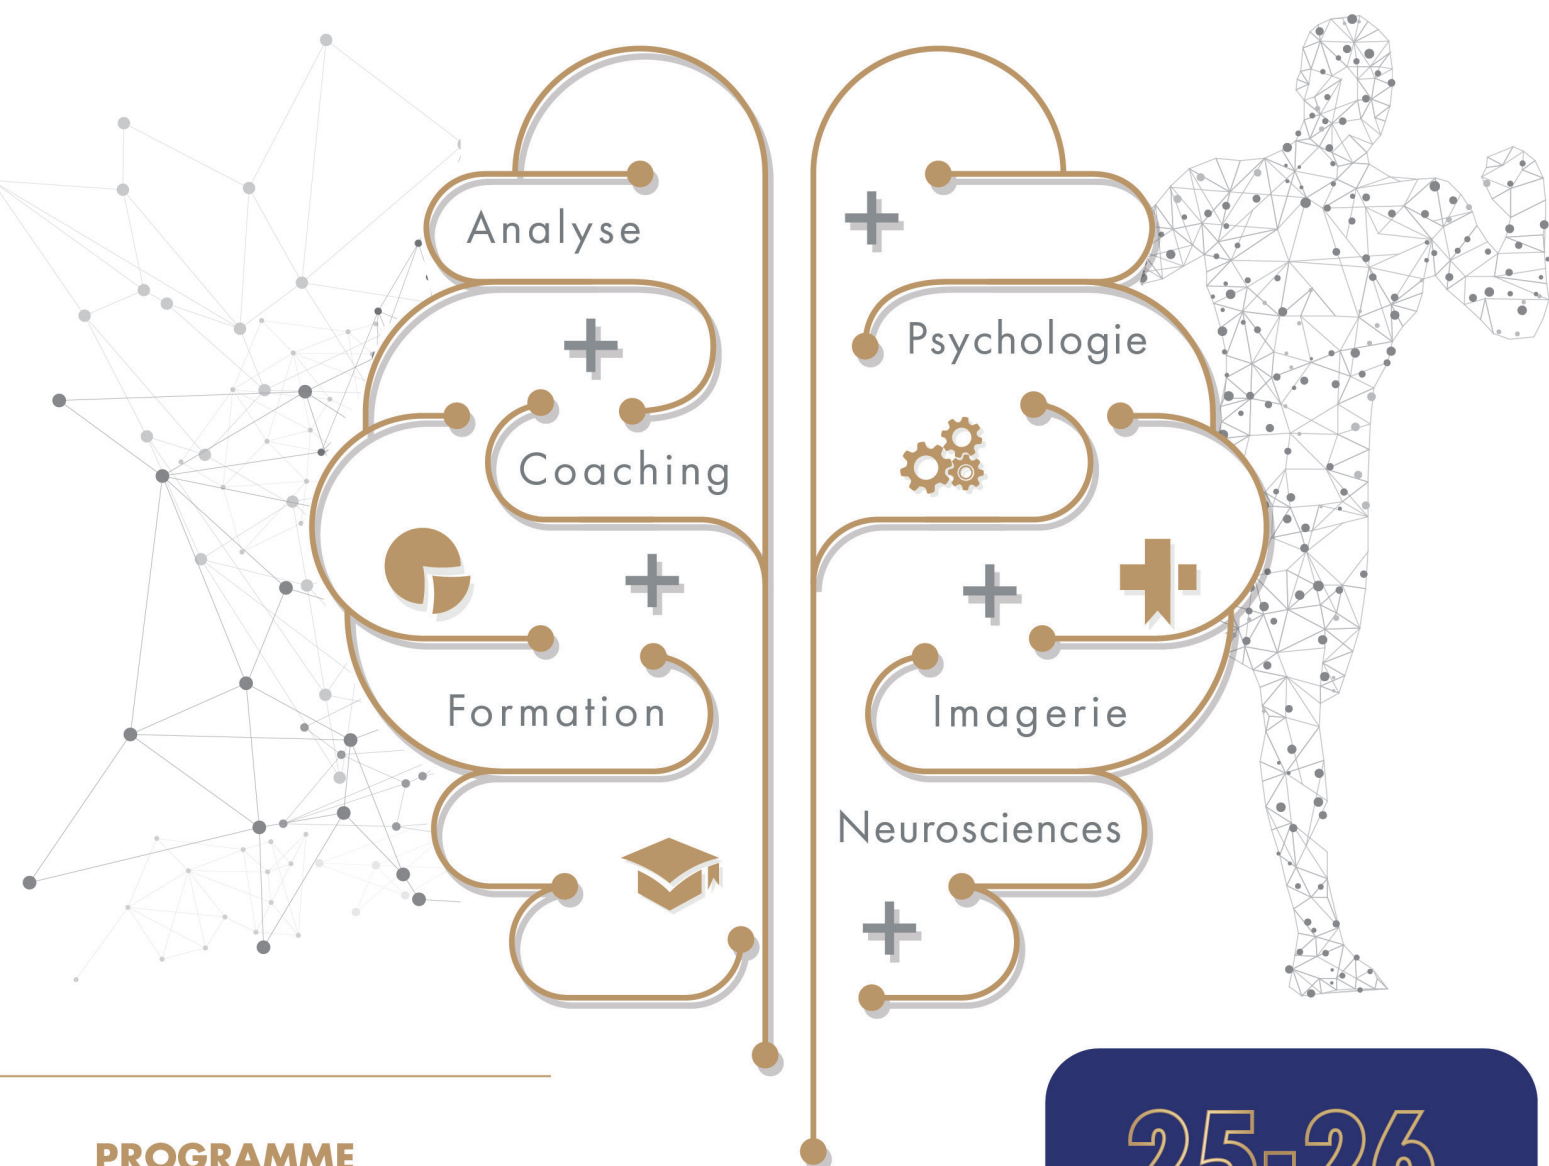 Analyse
Psychologie
Coaching
Formation
Imagerie
Neurosciences
PROGRAMME
25-26